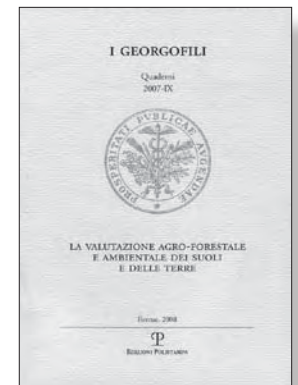 I GEORGOFILI
Quaderni
2007-IX
PROSPERITATI PUBLICAE AUGENDAE
LA VALUTAZIONE AGRO-FORESTALE
E AMBIENTALE DEI SUOLI
E DELLE TERRE
Firenze, 2008
EDIZIONI POLISTAMPA